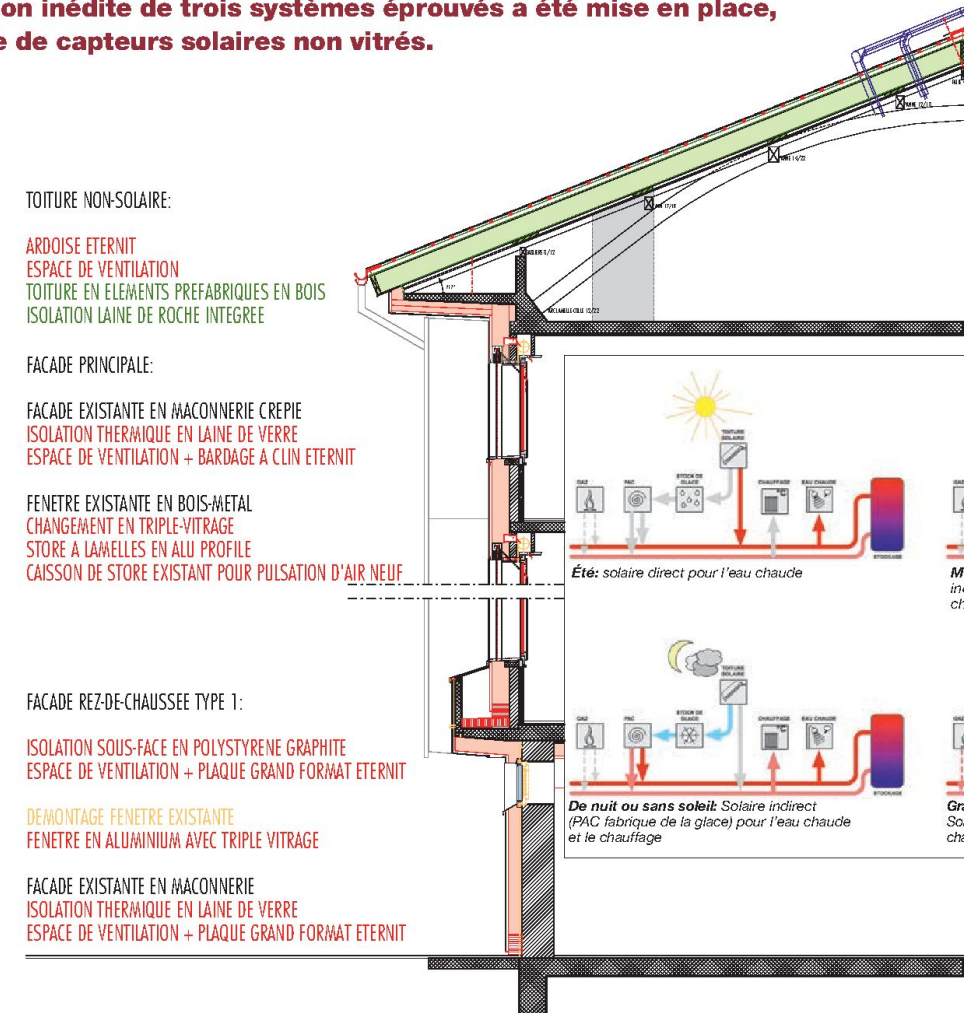 on inédite de trois systèmes éprouvés a été mise en place,
e de capteurs solaires non vitrés.
TOITURE NON-SOLAIRE:
ARDOISE ETERNIT
ESPACE DE VENTILATION
TOITURE EN ELEMENTS PREFABRIQUES EN BOIS
ISOLATION LAINE DE ROCHE INTEGREE
FACADE PRINCIPALE:
FACADE EXISTANTE EN MACONNERIE CREPIE
ISOLATION THERMIQUE EN LAINE DE VERRE
ESPACE DE VENTILATION + BARDAGE A CLIN ETERNIT
FENETRE EXISTANTE EN BOIS-METAL
CHANGEMENT EN TRIPLE-VITRAGE
STORE A LAMELLES EN ALU PROFILE
CAISSON DE STORE EXISTANT POUR PULSATION D'AIR NEUF
FACADE REZ-DE-CHAUSSEE TYPE 1:
ISOLATION SOUS-FACE EN POLYSTYRENE GRAPHITE
ESPACE DE VENTILATION + PLAQUE GRAND FORMAT ETERNIT
DEMONTAGE FENETRE EXISTANTE
FENETRE EN ALUMINIUM AVEC TRIPLE VITRAGE
FACADE EXISTANTE EN MACONNERIE
ISOLATION THERMIQUE EN LAINE DE VERRE
ESPACE DE VENTILATION + PLAQUE GRAND FORMAT ETERNIT
TOITURE
SOLAIRE
GAZ
PAC
STOCK DE
GLACE
CHAUFFAGE
EAU CHAUDE
STOCKAGE
Été: solaire direct pour l'eau chaude
TOITURE
SOLAIRE
GAZ
PAC
STOCK DE
GLACE
CHAUFFAGE
EAU CHAUDE
STOCKAGE
De nuit ou sans soleil: Solaire indirect
(PAC fabrique de la glace) pour l'eau chaude
et le chauffage